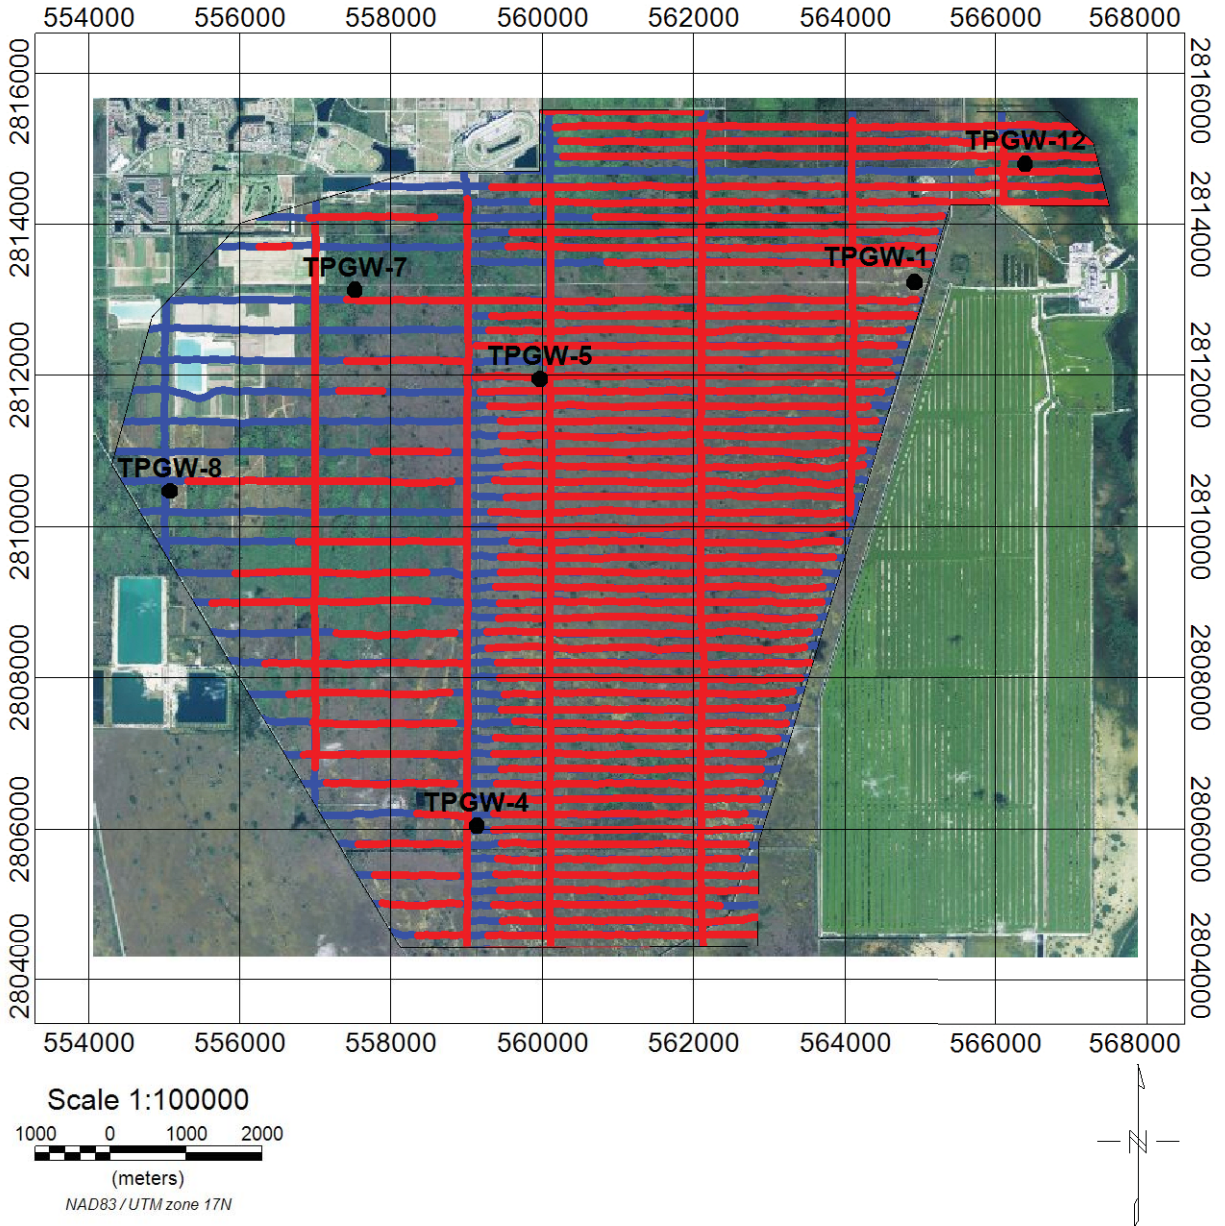 554000 556000 558000 560000 562000 564000 566000 568000
2816000 2816000
TPGW-12
2814000 2814000
TPGW-1
TPGW-7
2812000 2812000
TPGW-5
TPGW-8
2810000 2810000
2808000 2808000
2806000 2806000
TPGW-4
2804000 2804000
554000 556000 558000 560000 562000 564000 566000 568000
Scale 1:100000
1000 0 1000 2000
(meters)
NAD83 / UTM zone 17N
N